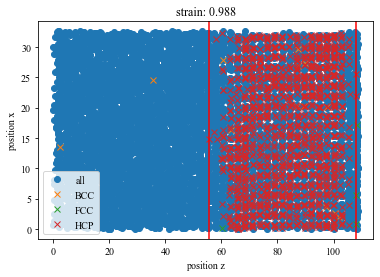 strain: 0.988
position x
30
25
20
15
10
5
0
all
BCC
FCC
HCP
0 20 40 60 80 100
position z